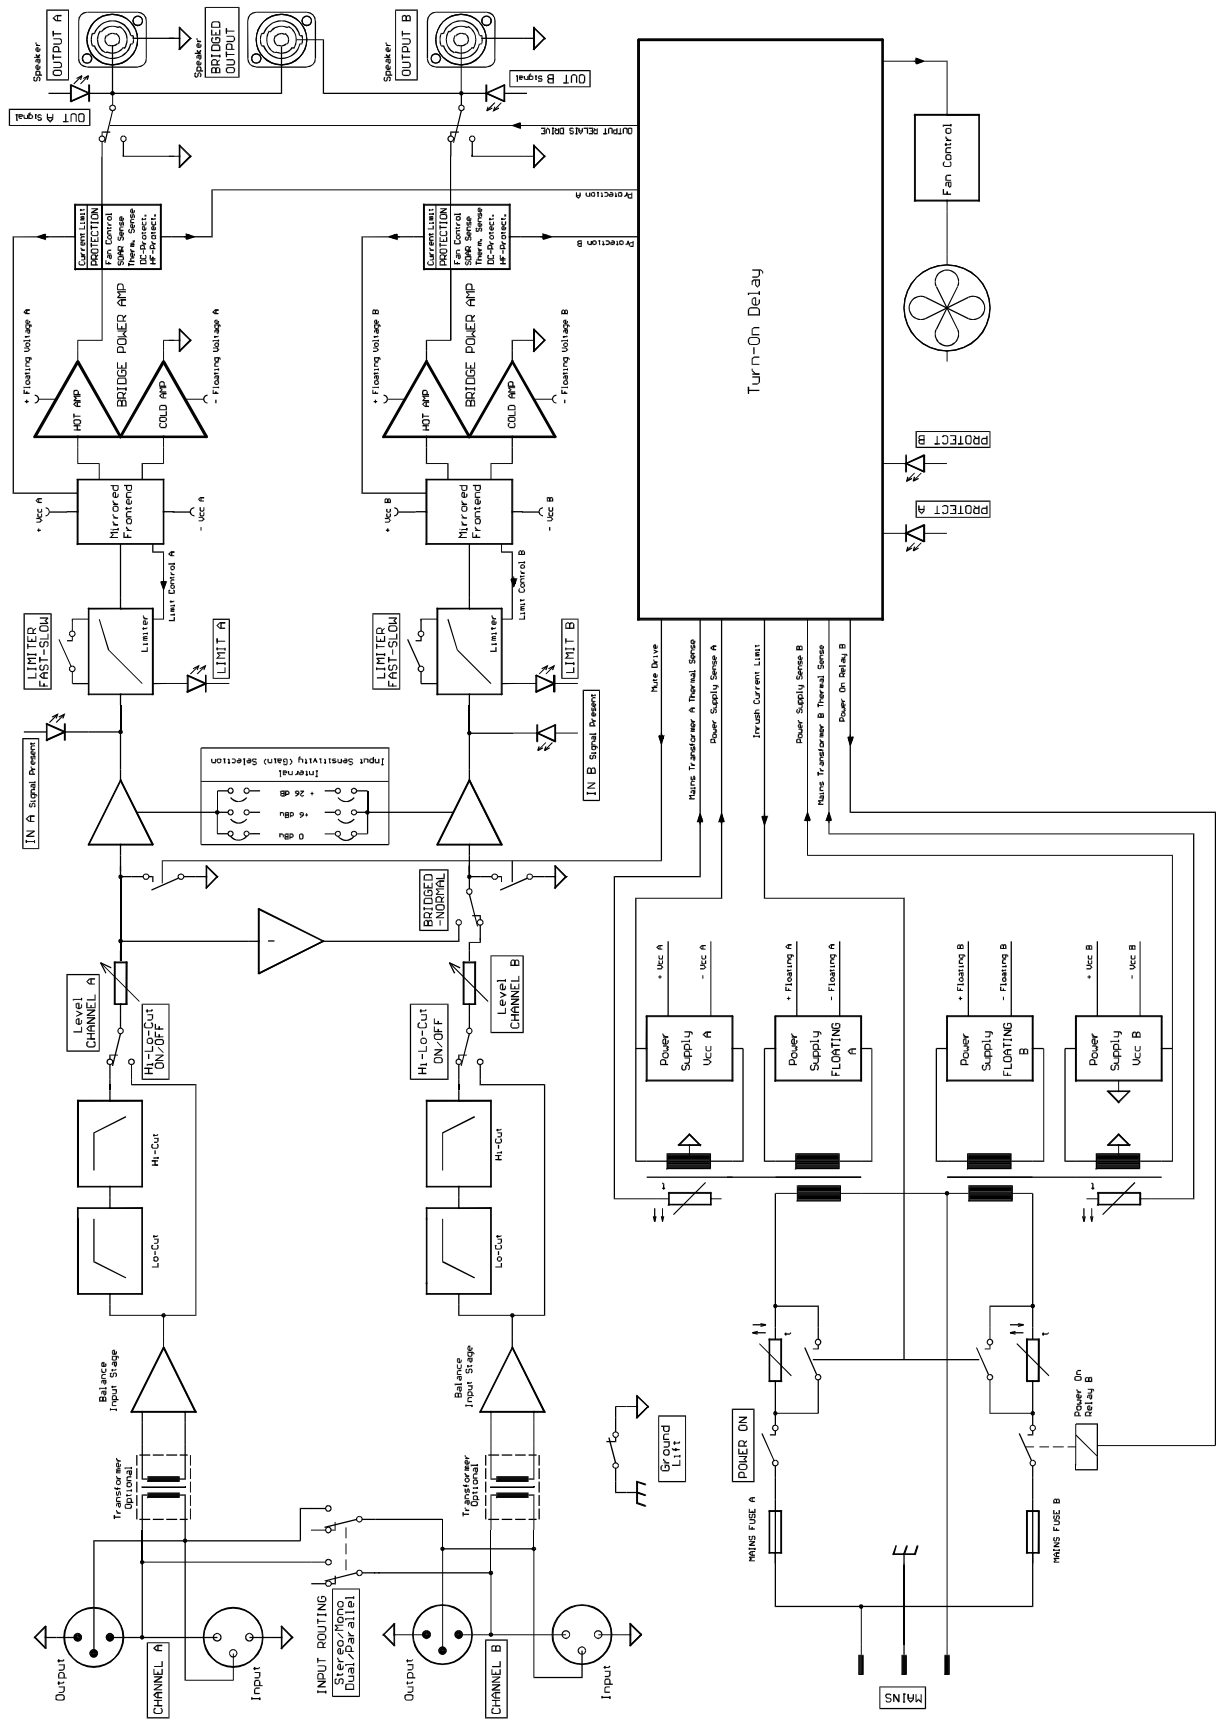 Speaker
OUTPUT A
Speaker
BRIDGED
OUTPUT
Speaker
OUTPUT B
OUT A Signal
OUT B Signal
OUTPUT RELAIS DRIVE
Protection A
Protection B
Current Limit
PROTECTION
Fan Control
SOAR Sense
Therm. Sense
DC-Protect.
HF-Protect.
Current Limit
PROTECTION
Fan Control
SOAR Sense
Therm. Sense
DC-Protect.
HF-Protect.
Fan Control
Turn-On Delay
+ Floating Voltage A
BRIDGE POWER AMP
- Floating Voltage A
HOT AMP
COLD AMP
+ Floating Voltage B
BRIDGE POWER AMP
- Floating Voltage B
HOT AMP
COLD AMP
PROTECT B
PROTECT A
+ Vcc A
Mirrored
Frontend
- Vcc A
+ Vcc B
Mirrored
Frontend
- Vcc B
Limit Control A
Limit Control B
LIMITER
FAST-SLOW
Limiter
LIMIT A
LIMITER
FAST-SLOW
Limiter
LIMIT B
IN A Signal Present
IN B Signal Present
Input Sensitivity (Gain) Selection
Internal
+ 26 dB
+6 dBu
0 dBu
Mute Drive
Mains Transformer A Thermal Sense
Power Supply Sense A
Inrush Current Limit
Power Supply Sense B
Mains Transformer B Thermal Sense
Power On Relay B
BRIDGED
-NORMAL
-
Level
CHANNEL A
Level
CHANNEL B
Hi-Lo-Cut
ON/OFF
Hi-Lo-Cut
ON/OFF
+ Vcc A
- Vcc A
+ Floating A
- Floating A
+ Floating B
- Floating B
+ Vcc B
- Vcc B
Power
Supply
Vcc A
Power
Supply
FLOATING
A
Power
Supply
FLOATING
B
Power
Supply
Vcc B
Hi-Cut
Hi-Cut
Lo-Cut
Lo-Cut
t
t
t
t
Balance
Input Stage
Balance
Input Stage
Transformer
Optional
Transformer
Optional
Ground
Lift
POWER ON
Power On
Relay B
MAINS FUSE A
MAINS FUSE B
INPUT ROUTING
Stereo/Mono
Dual/Parallel
Output
CHANNEL A
Input
Output
CHANNEL B
Input
MAINS